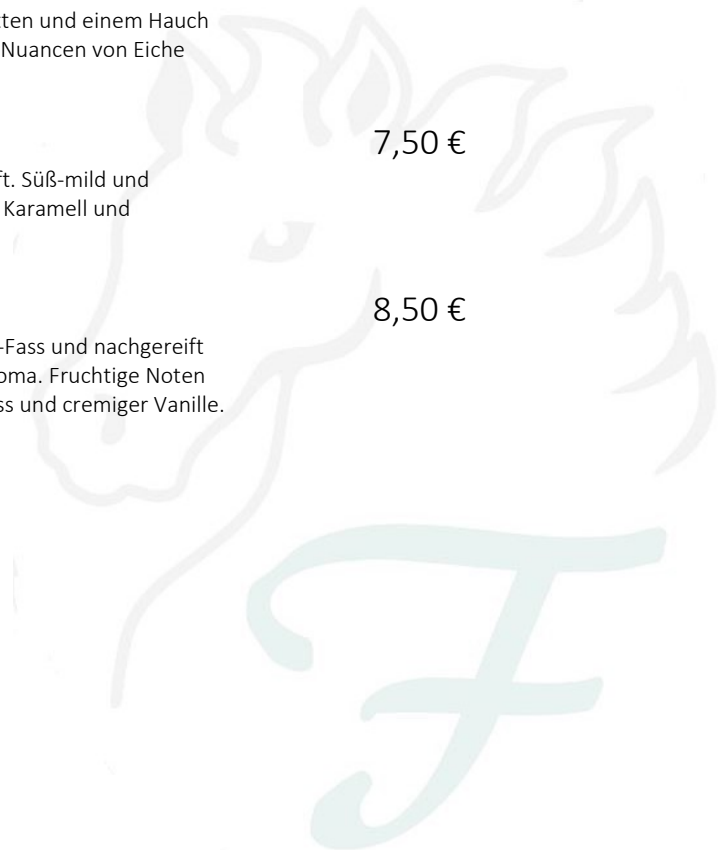 tten und einem Hauch
Nuancen von Eiche
7,50 €
ft. Süß-mild und
Karamell und
8,50 €
-Fass und nachgereift
oma. Fruchtige Noten
ss und cremiger Vanille.
F